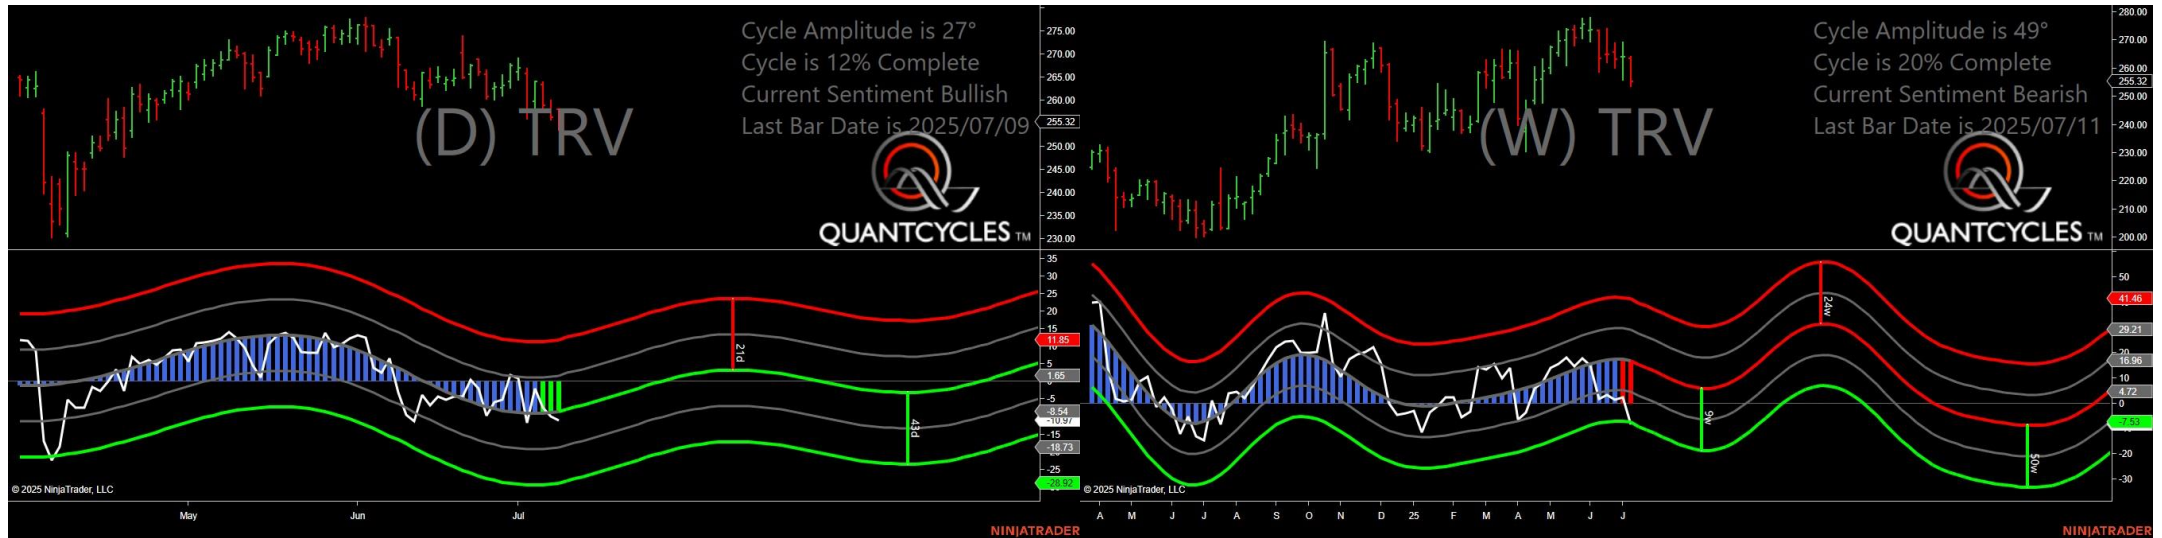 Cycle Amplitude is 27°
Cycle is 12% Complete
Current Sentiment Bullish
Last Bar Date is 2025/07/09
(D) TRV
QUANTCYCLES TM
275.00
270.00
265.00
260.00
255.32
250.00
245.00
240.00
235.00
230.00
35
30
25
20
15
11.85
10
5
1.65
-5
-8.54
-10.97
-15
-18.73
-25
-28.92
21d
43d
© 2025 NinjaTrader, LLC
May
Jun
Jul
NINJATRADER
Cycle Amplitude is 49°
Cycle is 20% Complete
Current Sentiment Bearish
Last Bar Date is 2025/07/11
(W) TRV
QUANTCYCLES TM
280.00
270.00
260.00
255.32
250.00
240.00
230.00
220.00
210.00
200.00
50
41.46
29.21
20
16.96
10
4.72
0
-7.53
-20
-30
24w
9w
50w
© 2025 NinjaTrader, LLC
A M J J A S O N D 25 F M A M J J
NINJATRADER